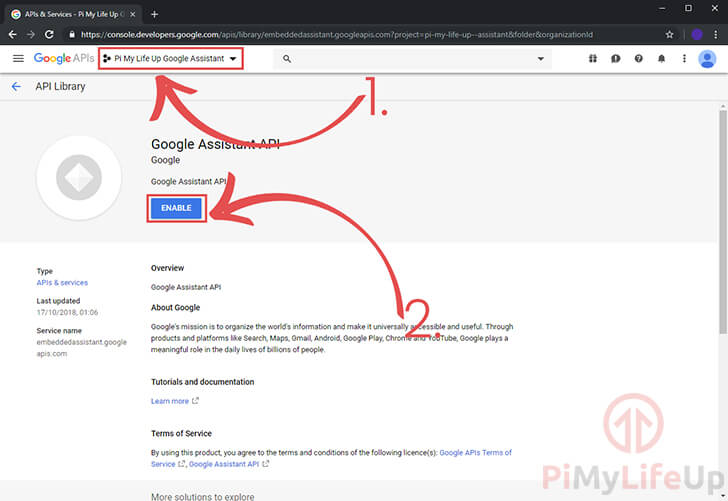 APIs & Services - Pi My Life Up G
https://console.developers.google.com/apis/library/embeddedassistant.googleapis.com?project=pi-my-life-up--assistant&folder&organizationId
Google APIs
Pi My Life Up Google Assistant
1.
API Library
Google Assistant API
Google
Google Assistant API
ENABLE
Type
APIs & services
Last updated
17/10/2018, 01:06
Service name
embeddedassistant.google
apis.com
Overview
Google Assistant API
About Google
2.
Google's mission is to organize the world's information and make it universally accessible and useful. Through
products and platforms like Search, Maps, Gmail, Android, Google Play, Chrome and YouTube, Google plays a
meaningful role in the daily lives of billions of people.
Tutorials and documentation
Learn more
Terms of Service
By using this product, you agree to the terms and conditions of the following licence(s): Google APIs Terms of
Service, Google Assistant API
More solutions to explore
PiMyLifeUp